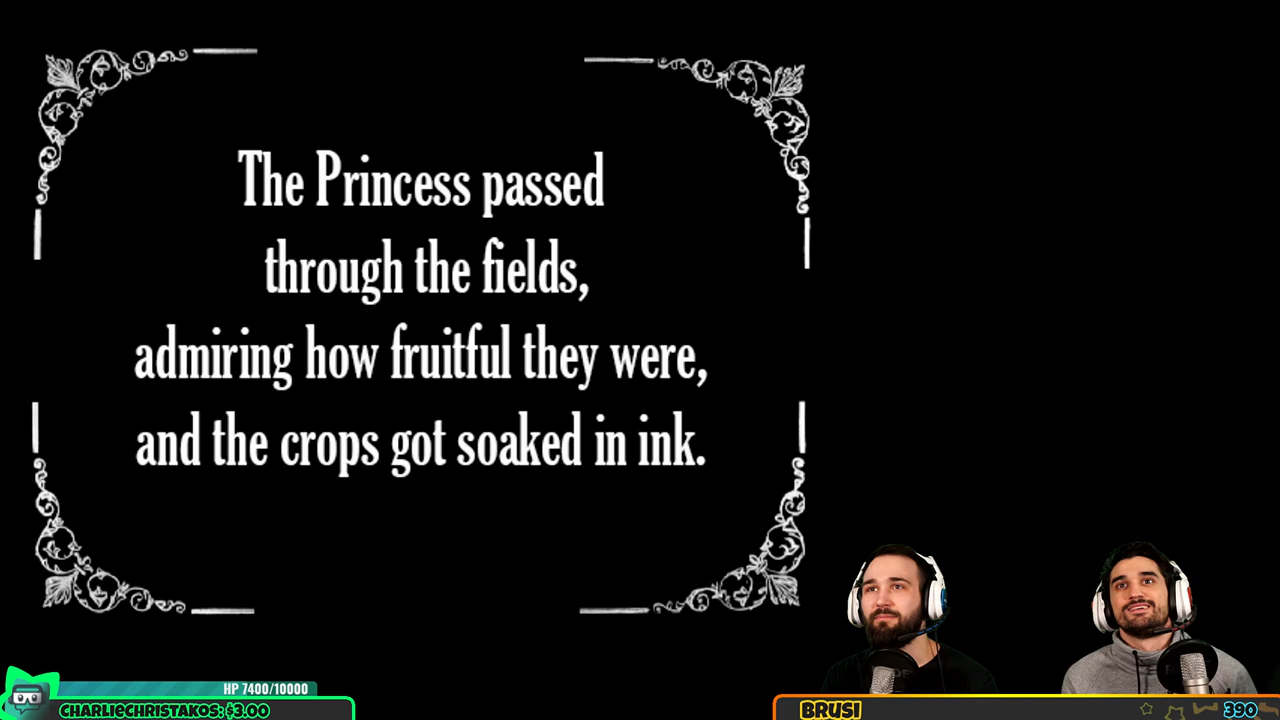 The Princess passed
through the fields,
admiring how fruitful they were,
and the crops got soaked in ink.
HP 7400/10000
CHARLIECHRISTAKOS: $3.00
BRUSI
390